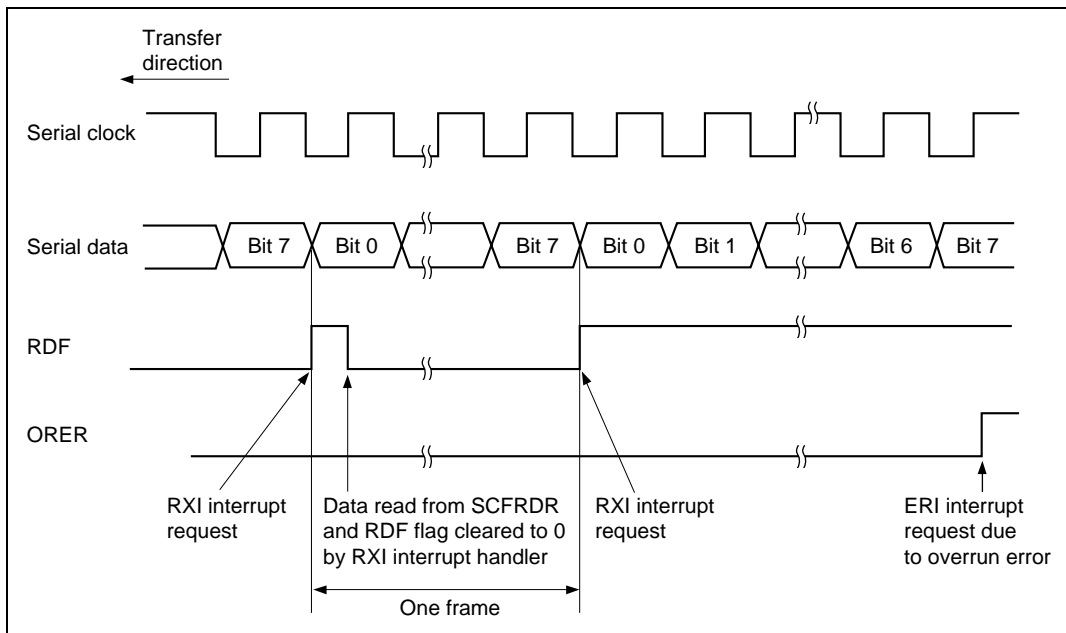 Transfer
direction
Serial clock
Serial data
Bit 7
Bit 0
Bit 7
Bit 0
Bit 1
Bit 6
Bit 7
RDF
ORER
RXI interrupt
request
Data read from SCFRDR
and RDF flag cleared to 0
by RXI interrupt handler
RXI interrupt
request
ERI interrupt
request due
to overrun error
One frame